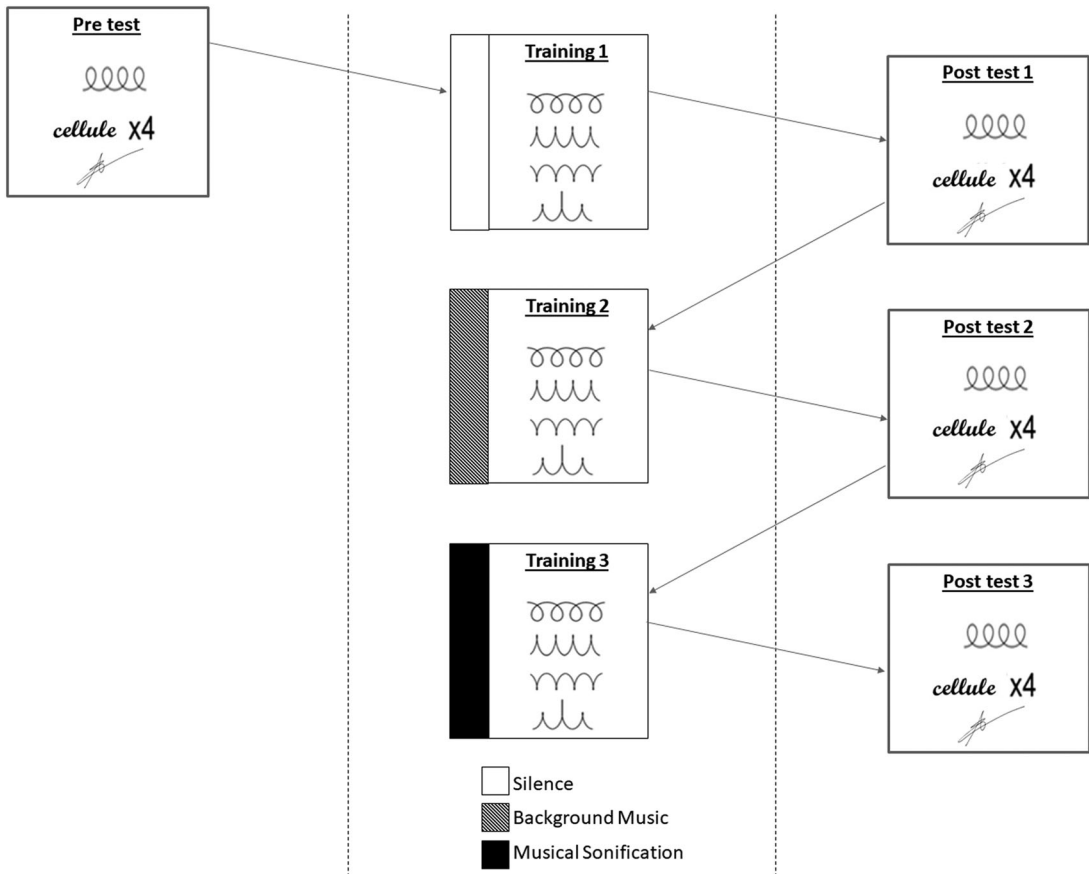 Pre test
cellule x4
Training 1
Post test 1
cellule x4
Training 2
Post test 2
cellule x4
Training 3
Post test 3
cellule x4
Silence
Background Music
Musical Sonification